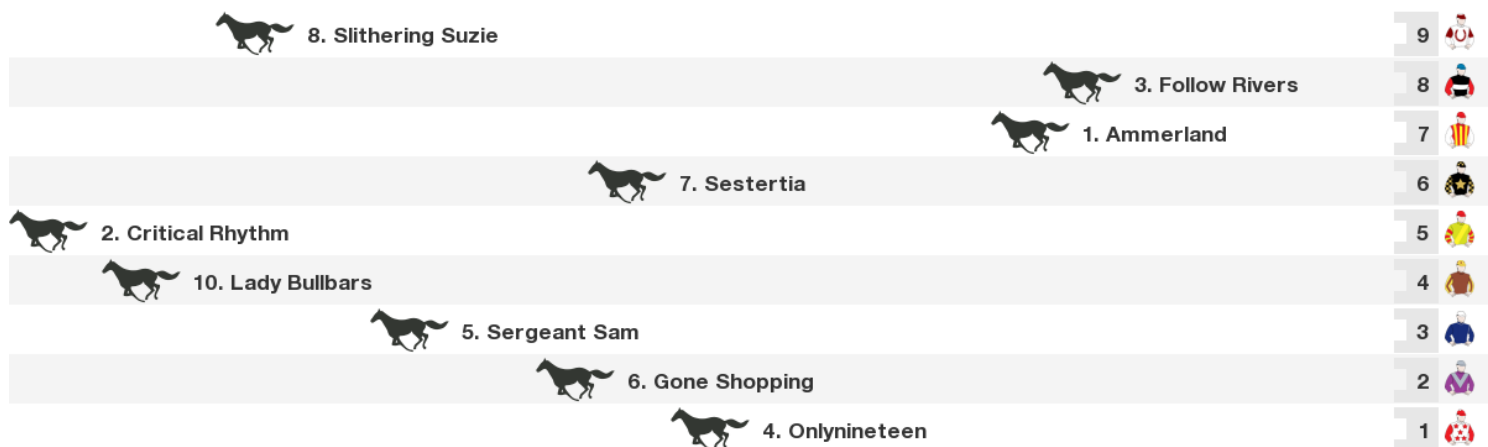 8. Slithering Suzie 9
3. Follow Rivers 8
1. Ammerland 7
7. Sestertia 6
2. Critical Rhythm 5
10. Lady Bullbars 4
5. Sergeant Sam 3
6. Gone Shopping 2
4. Onlynineteen 1